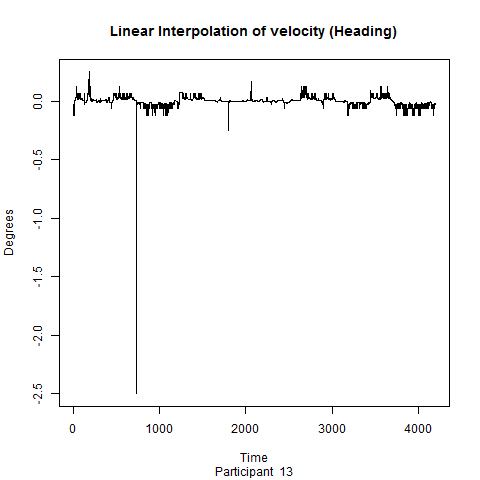 Linear Interpolation of velocity (Heading)
0.0
-0.5
-1.0
-1.5
-2.0
-2.5
Degrees
0 1000 2000 3000 4000
Time
Participant 13